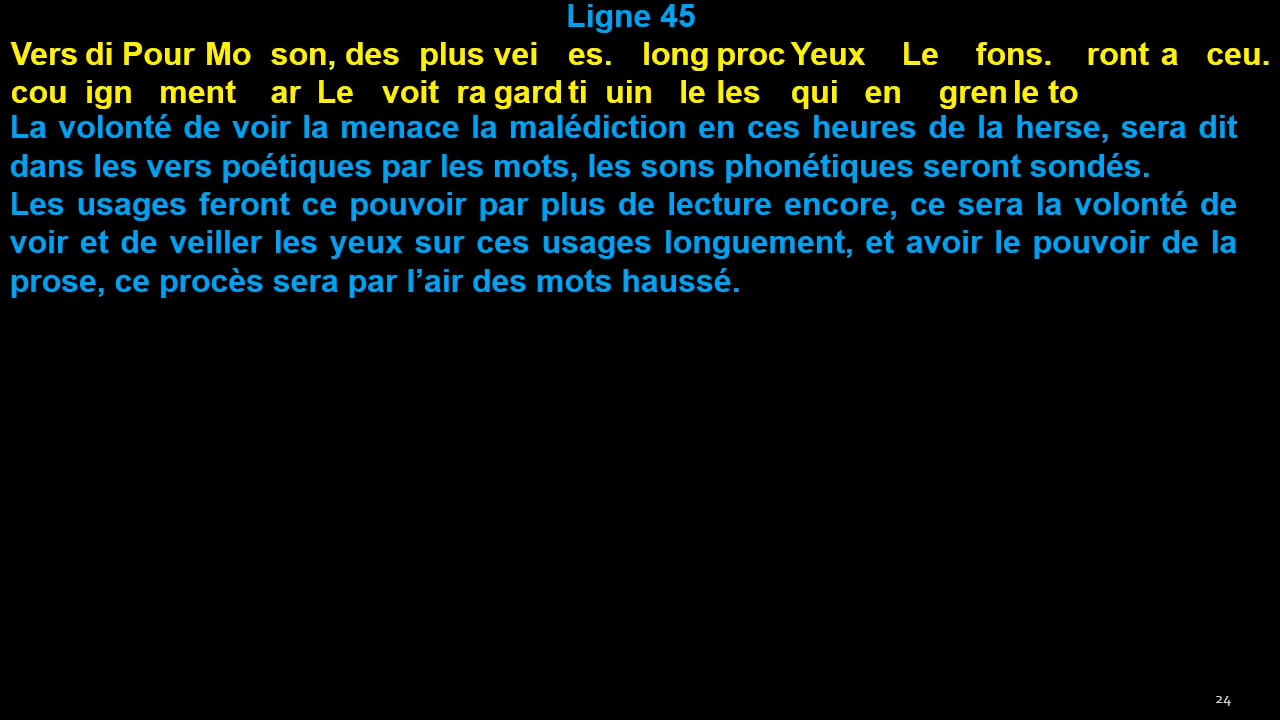 Ligne 45
Vers di Pour Mo son, des plus vei es. long proc Yeux Le fons. ront a ceu.
cou ign ment ar Le voit ra gard ti uin le les qui en gren le to
La volonté de voir la menace la malédiction en ces heures de la herse, sera dit
dans les vers poétiques par les mots, les sons phonétiques seront sondés.
Les usages feront ce pouvoir par plus de lecture encore, ce sera la volonté de
voir et de veiller les yeux sur ces usages longuement, et avoir le pouvoir de la
prose, ce procès sera par l’air des mots haussé.
24